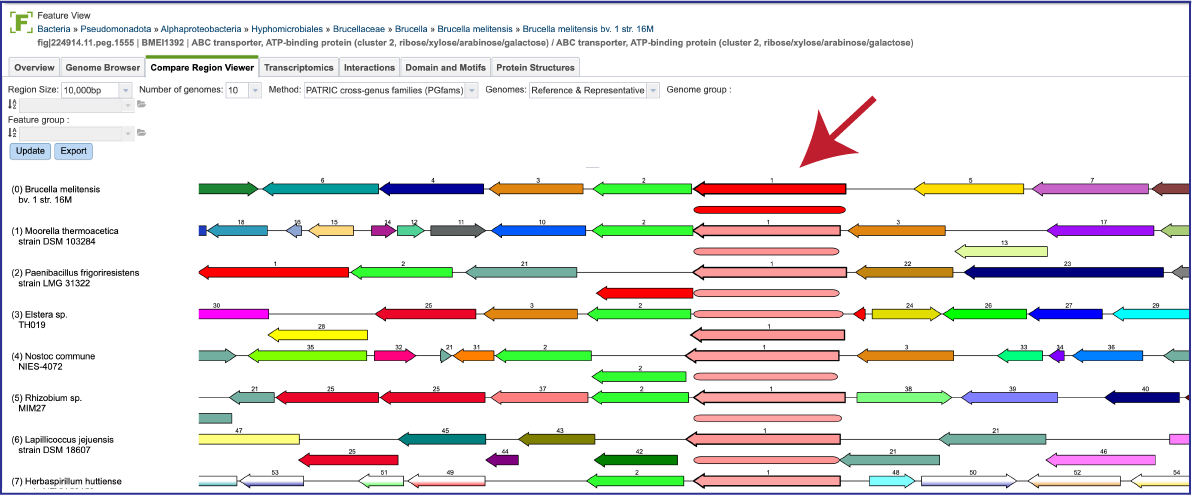 Feature View
Bacteria » Pseudomonadota » Alphaproteobacteria » Hyphomicrobiales » Brucellaceae » Brucella » Brucella melitensis » Brucella melitensis bv. 1 str. 16M
fig|224914.11.peg.1555 | BMEI1392 | ABC transporter, ATP-binding protein (cluster 2, ribose/xylose/arabinose/galactose) / ABC transporter, ATP-binding protein (cluster 2, ribose/xylose/arabinose/galactose)
Overview Genome Browser Compare Region Viewer Transcriptomics Interactions Domain and Motifs Protein Structures
Region Size: 10,000bp Number of genomes: 10 Method: PATRIC cross-genus families (PGfams) Genomes: Reference & Representative Genome group :
Feature group :
Update Export
6 4 3 2 1 5 7
(0) Brucella melitensis
bv. 1 str. 16M
18 16 15 14 12 11 10 2 1 3 17
(1) Moorella thermoacetica
strain DSM 103284
13
1 2 21 1 22 23
(2) Paenibacillus frigoriresistens
strain LMG 31322
30 25 3 2 24 26 27 29
(3) Elstera sp.
TH019
28 1
35 32 21 31 2 1 3 33 34 36
(4) Nostoc commune
NIES-4072
2
21 25 25 37 2 1 38 39 40
(5) Rhizobium sp.
MIM27
47 45 43 1 21
(6) Lapillicoccus jejuensis
strain DSM 18607
25 44 42 21 46
53 51 49 2 1 48 50 52 54
(7) Herbaspirillum huttiense